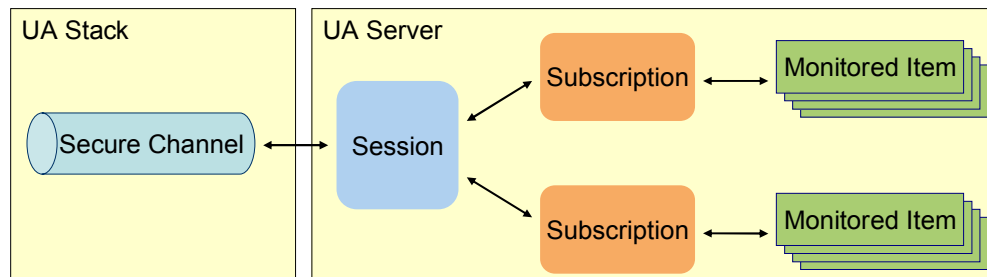 UA Stack
UA Server
Secure Channel
Session
Subscription
Monitored Item
Subscription
Monitored Item